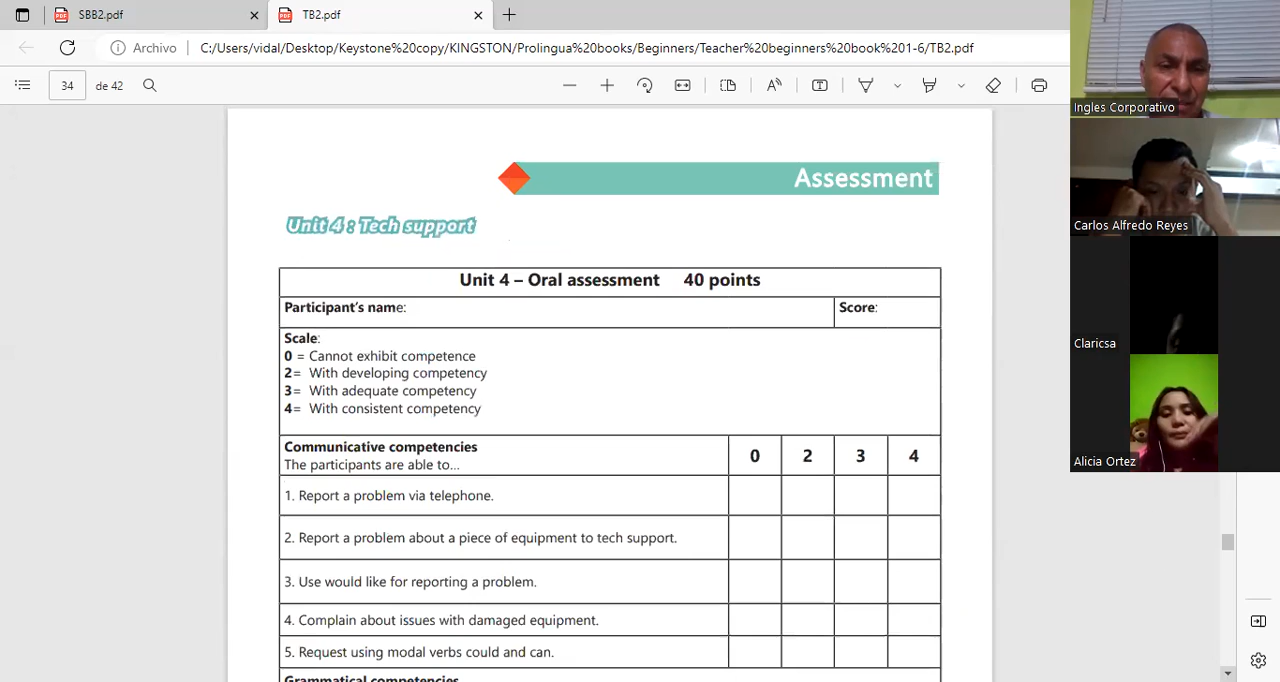 SBB2.pdf
TB2.pdf
Archivo
C:/Users/vidal/Desktop/Keystone%20copy/KINGSTON/Prolingua%20books/Beginners/Teacher%20beginners%20book%201-6/TB2.pdf
34 de 42
Assessment
Unit 4 : Tech support
Unit 4 – Oral assessment 40 points
Participant's name:
Score:
Scale:
0 = Cannot exhibit competence
2= With developing competency
3= With adequate competency
4= With consistent competency
Communicative competencies
The participants are able to...
0 2 3 4
1. Report a problem via telephone.
2. Report a problem about a piece of equipment to tech support.
3. Use would like for reporting a problem.
4. Complain about issues with damaged equipment.
5. Request using modal verbs could and can.
Grammatical competencies
Ingles Corporativo
Carlos Alfredo Reyes
Claricsa
Alicia Ortez